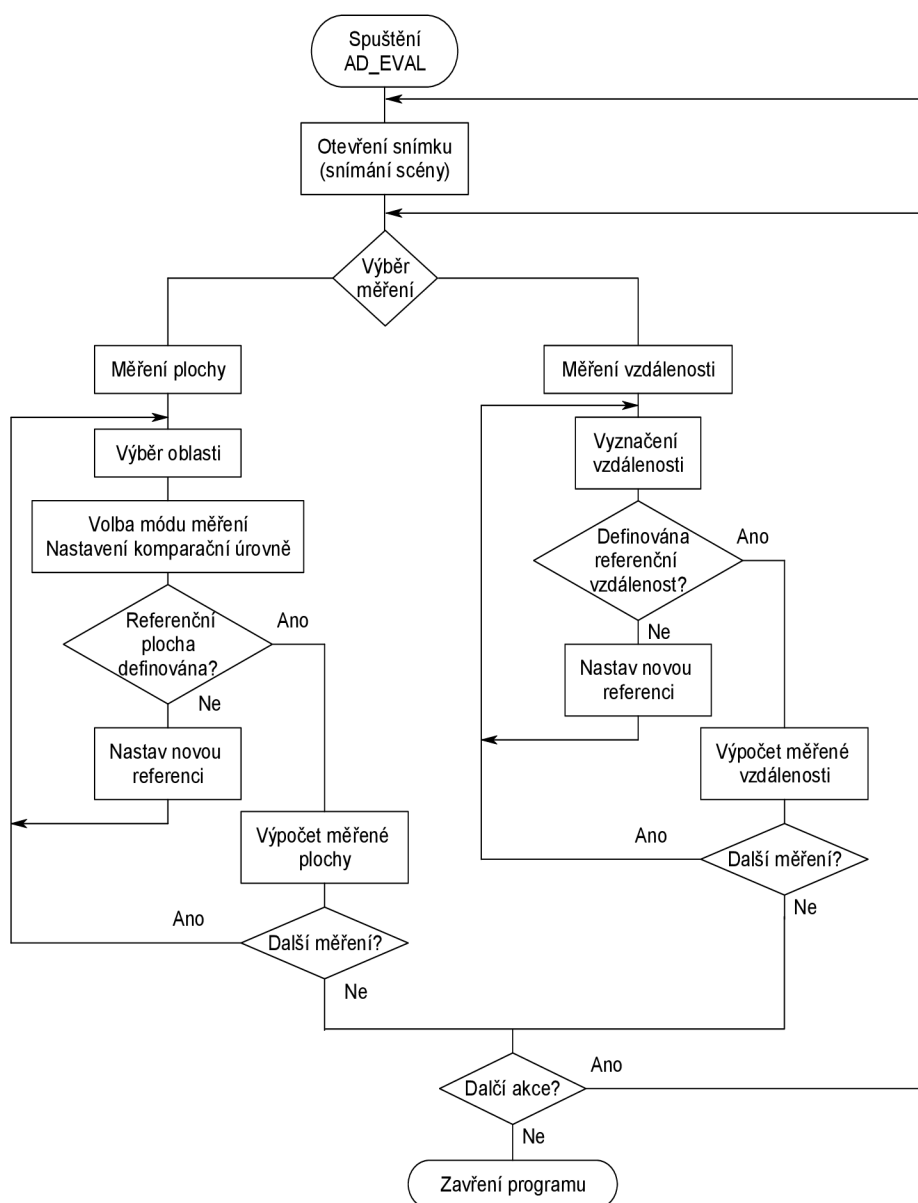 Spuštění
AD_EVAL
Otevření snímku
(snímání scény)
Výběr
měření
Měření plochy
Výběr oblasti
Volba módu měření
Nastavení komparační úrovně
Referenční
plocha
definována?
Ano
Ne
Nastav novou
referenci
Výpočet měřené
plochy
Ano
Další měření?
Ne
Měření vzdálenosti
Vyznačení
vzdálenosti
Definována
referenční
vzdálenost?
Ano
Ne
Nastav novou
referenci
Výpočet měřené
vzdálenosti
Ano
Další měření?
Ne
Dalčí akce?
Ano
Ne
Zavření programu